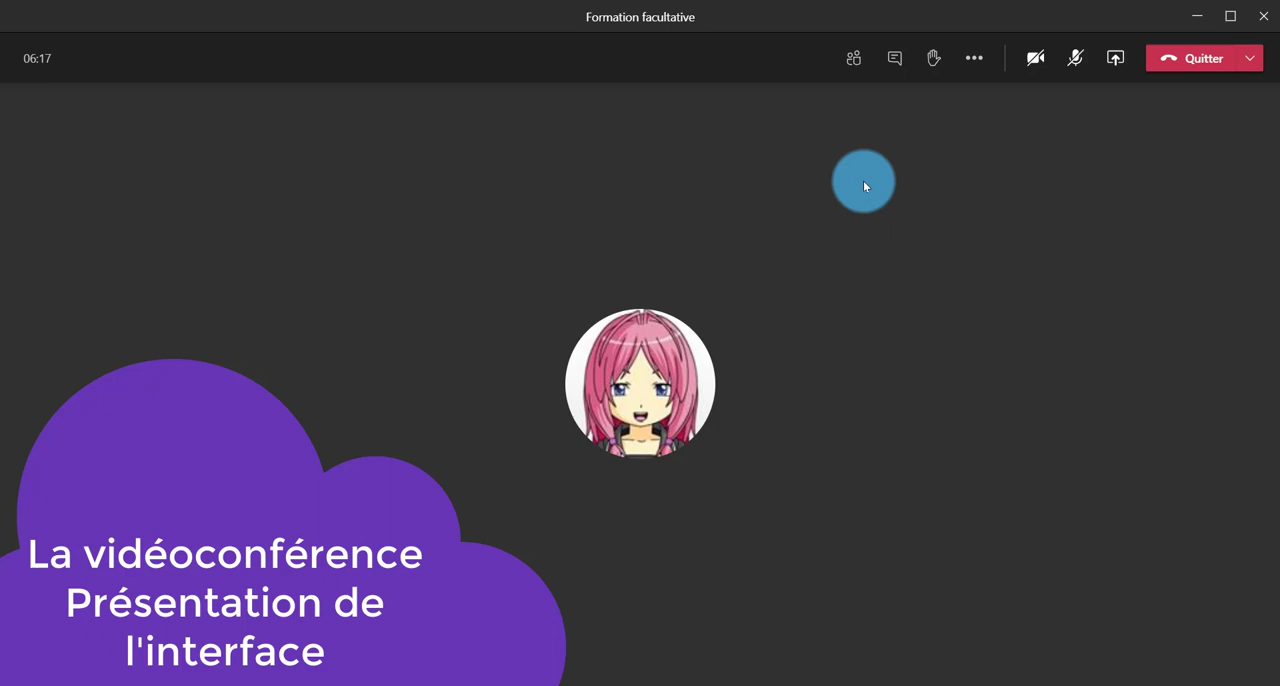 Formation facultative
06:17
Quitter
La vidéoconférence
Présentation de
l'interface